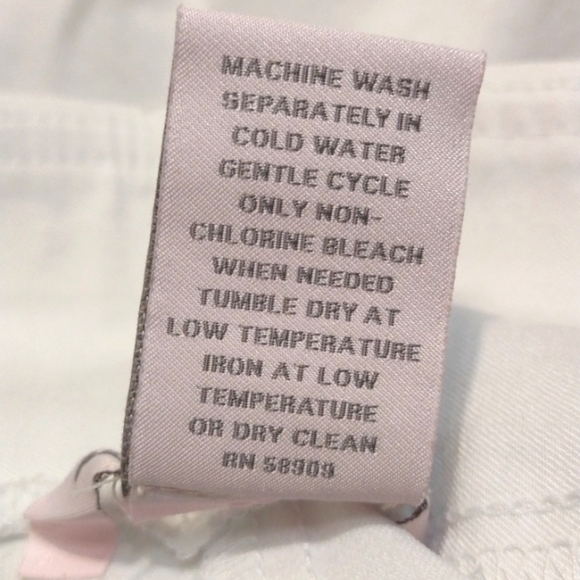 MACHINE WASH
SEPARATELY IN
COLD WATER
GENTLE CYCLE
ONLY NON-
CHLORINE BLEACH
WHEN NEEDED
TUMBLE DRY AT
LOW TEMPERATURE
IRON AT LOW
TEMPERATURE
OR DRY CLEAN
RN 58909